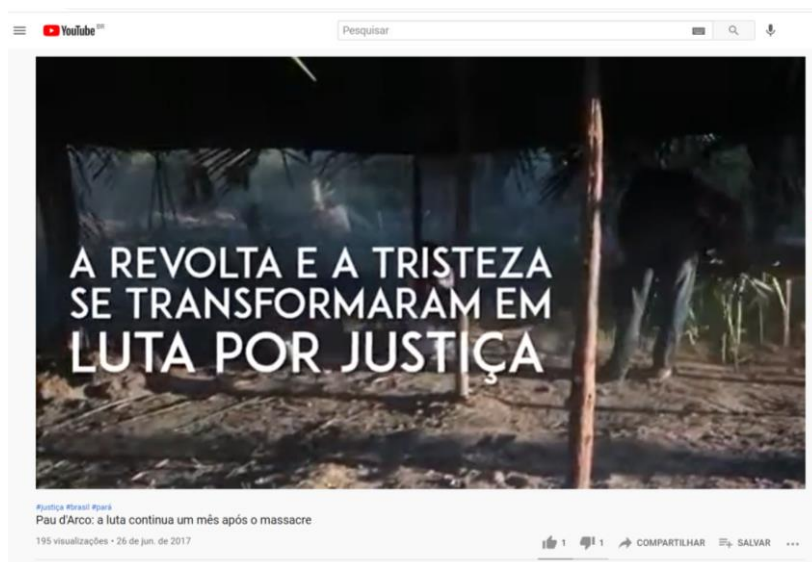 YouTube BR
Pesquisar
A REVOLTA E A TRISTEZA
SE TRANSFORMARAM EM
LUTA POR JUSTIÇA
#justiça #brasil #pará
Pau d'Arco: a luta continua um mês após o massacre
195 visualizações • 26 de jun. de 2017
1
1
COMPARTILHAR
SALVAR